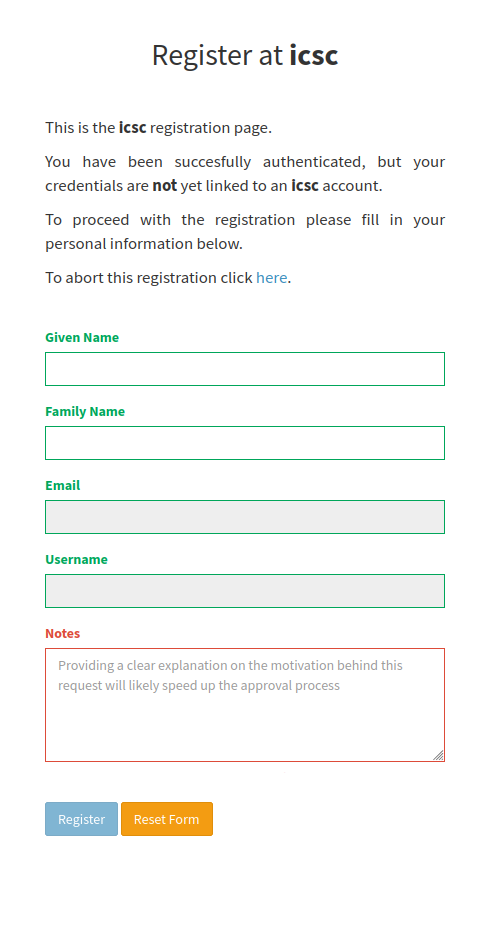 Register at icsc
This is the icsc registration page.
You have been succesfully authenticated, but your
credentials are not yet linked to an icsc account.
To proceed with the registration please fill in your
personal information below.
To abort this registration click here.
Given Name
Family Name
Email
Username
Notes
Providing a clear explanation on the motivation behind this
request will likely speed up the approval process
Register Reset Form